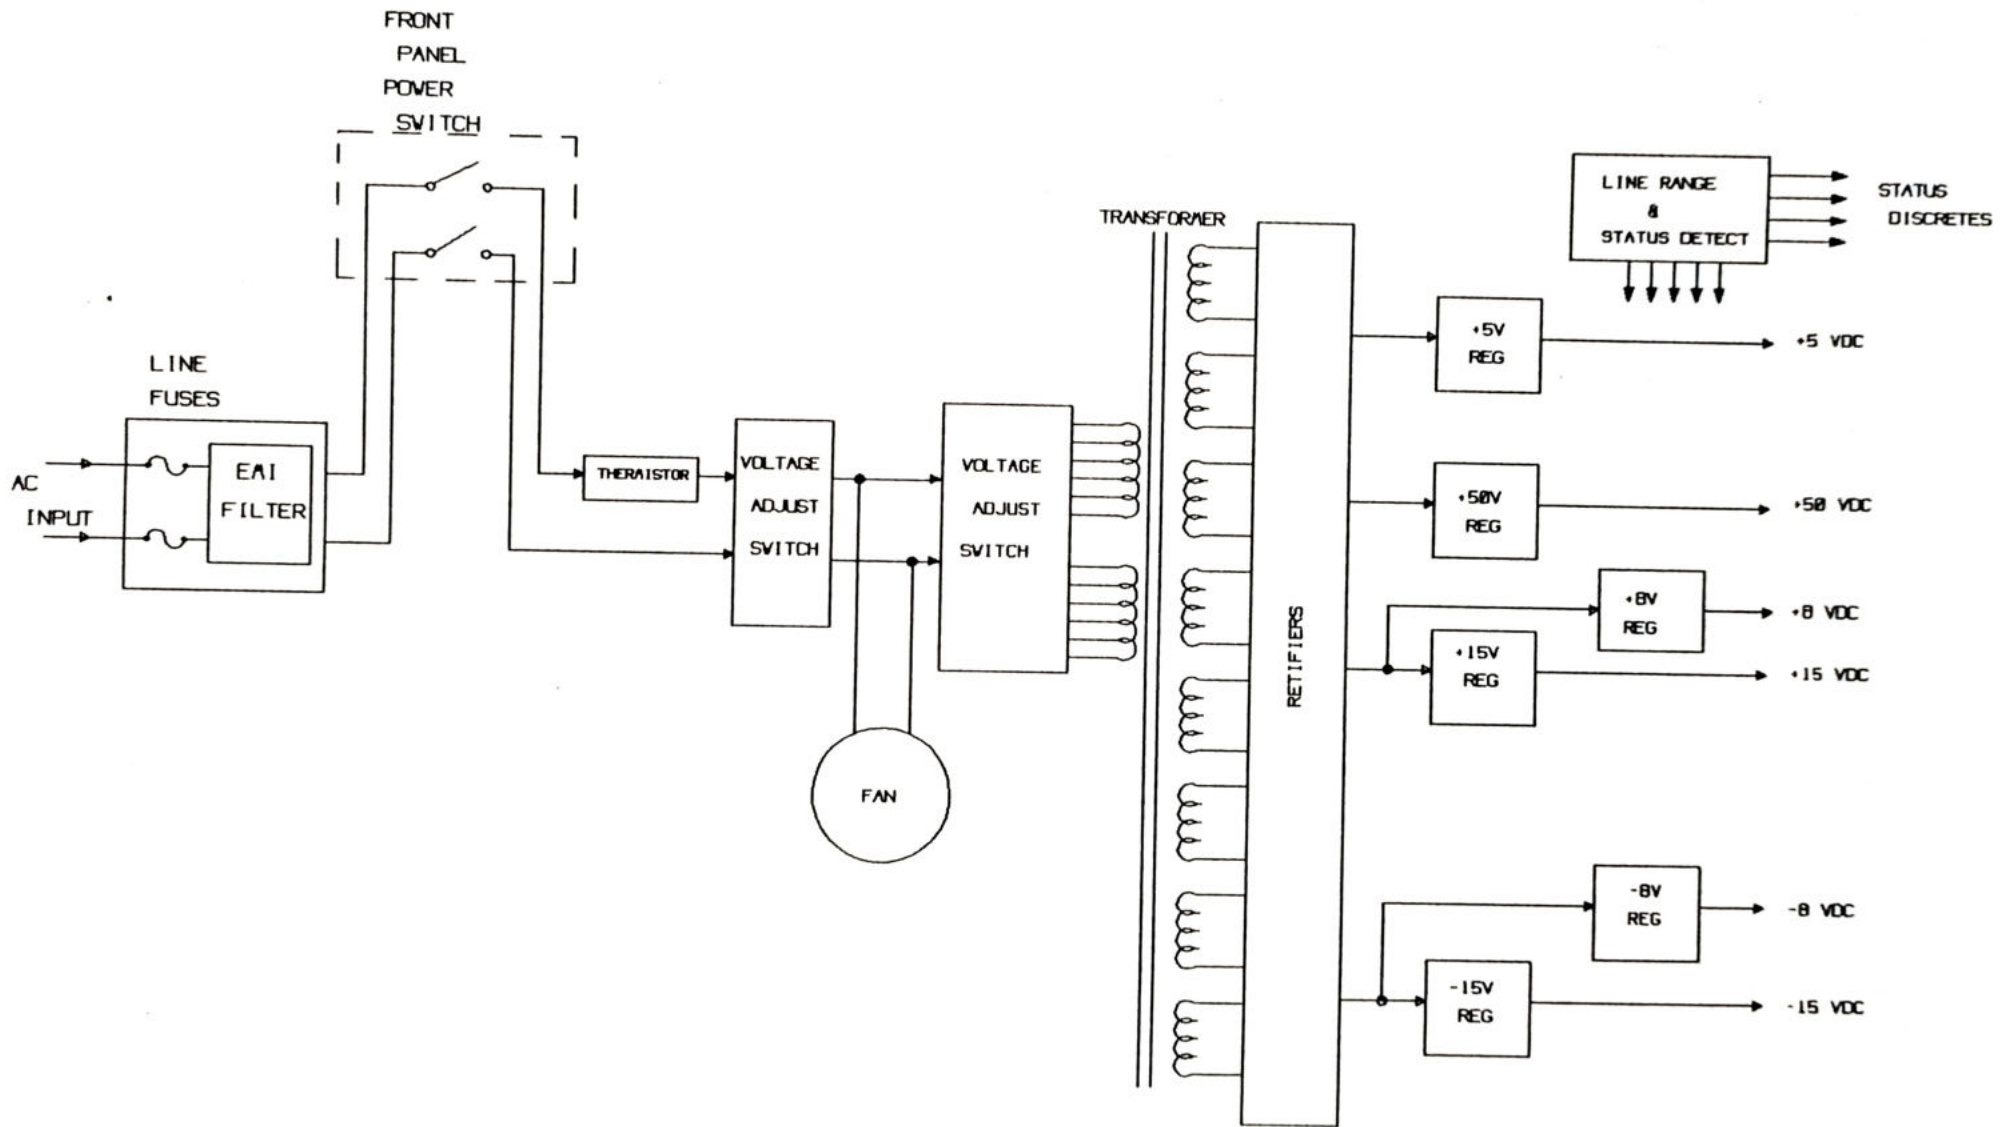 FRONT
PANEL
POWER
SWITCH
LINE
FUSES
AC
INPUT
EMI
FILTER
THERMISTOR
VOLTAGE
ADJUST
SWITCH
FAN
VOLTAGE
ADJUST
SWITCH
TRANSFORMER
RETIFIERS
LINE RANGE
&
STATUS DETECT
STATUS
DISCRETES
+5V
REG
+5 VDC
+50V
REG
+50 VDC
+8V
REG
+8 VDC
+15V
REG
+15 VDC
-8V
REG
-8 VDC
-15V
REG
-15 VDC